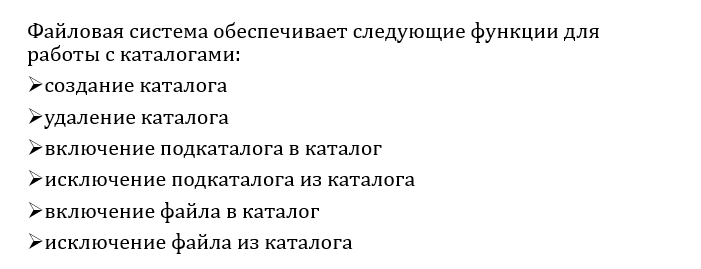 Файловая система обеспечивает следующие функции для
работы с каталогами:
➢создание каталога
➢удаление каталога
➢включение подкаталога в каталог
➢исключение подкаталога из каталога
➢включение файла в каталог
➢исключение файла из каталога